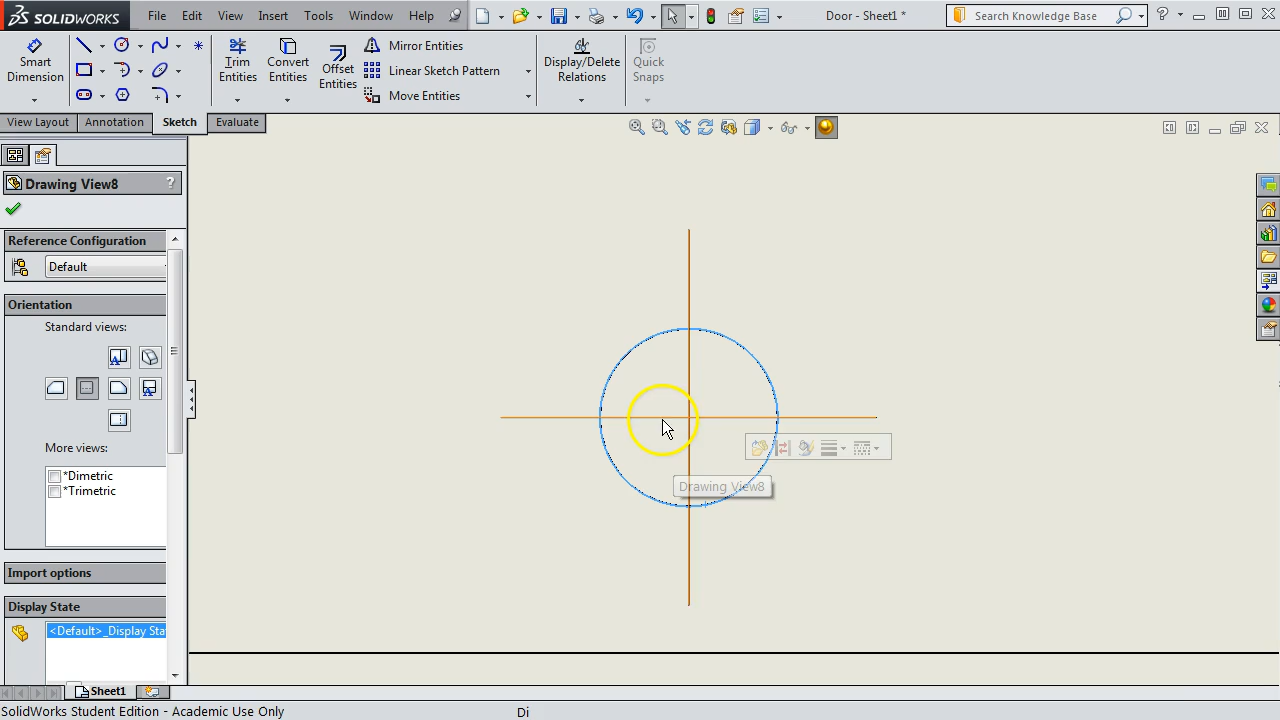 SOLIDWORKS File Edit View Insert Tools Window Help Door - Sheet1 * Search Knowledge Base ?
Smart Dimension
Trim Entities
Convert Entities
Offset Entities
Mirror Entities
Linear Sketch Pattern
Move Entities
Display/Delete Relations
Quick Snaps
View Layout Annotation Sketch Evaluate
Drawing View8 ?
Reference Configuration
Default
Orientation
Standard views:
More views:
*Dimetric
*Trimetric
Import options
Display State
<Default>_Display Sta
Drawing View8
Sheet1
SolidWorks Student Edition - Academic Use Only Di